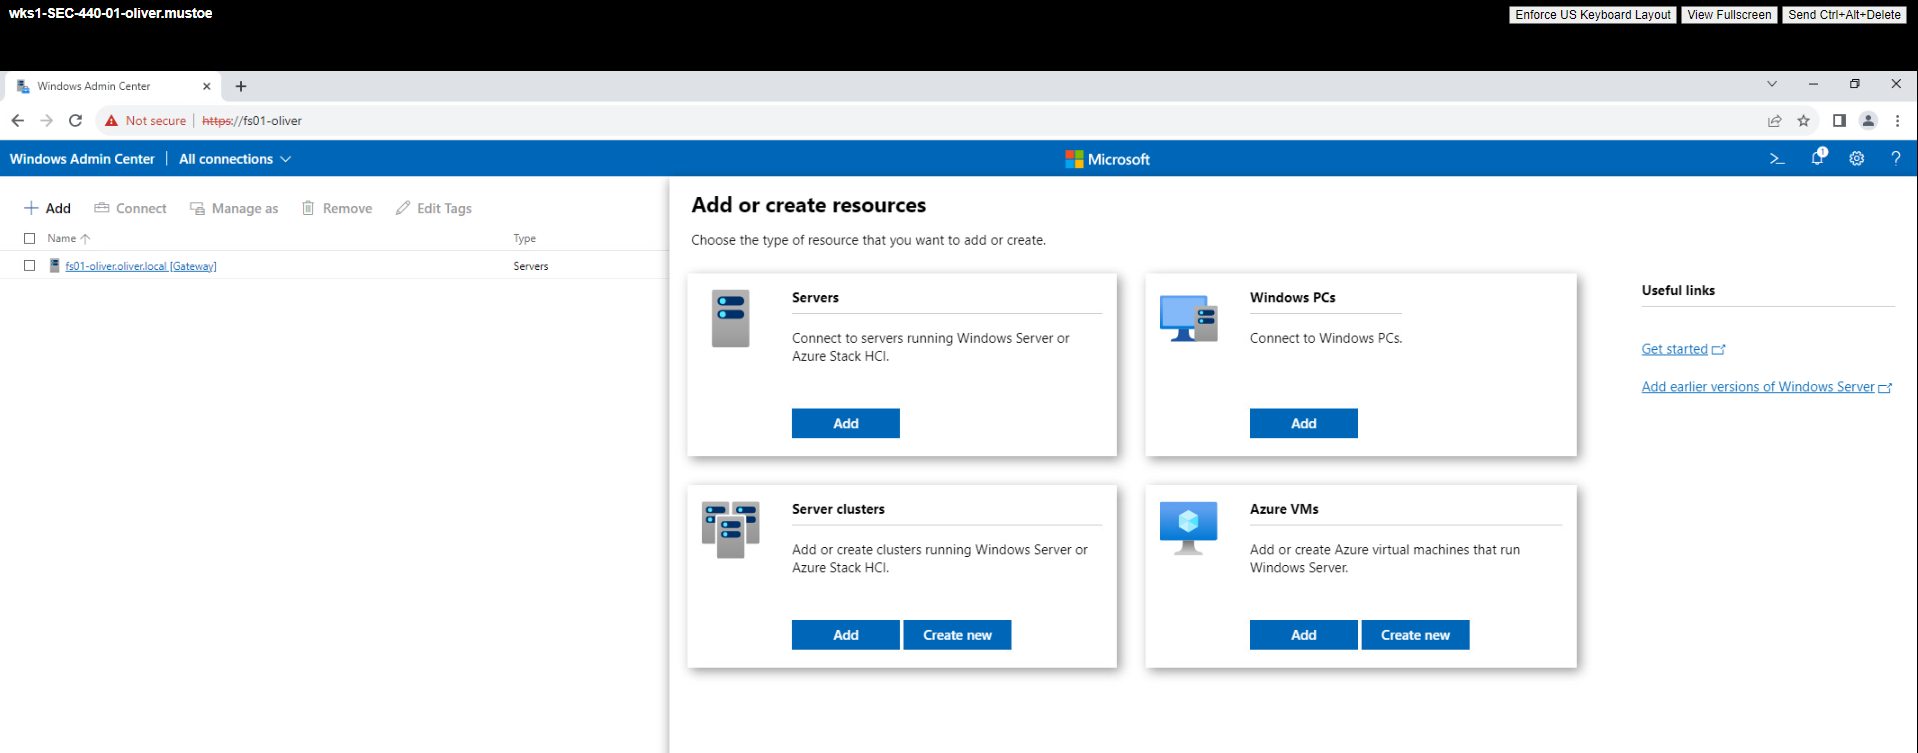 wks1-SEC-440-01-oliver.mustoe
Enforce US Keyboard Layout View Fullscreen Send Ctrl+Alt+Delete
Windows Admin Center
Not secure https://fs01-oliver
Windows Admin Center All connections Microsoft 1 ?
Add Connect Manage as Remove Edit Tags
Name Type
fs01-oliver.oliver.local [Gateway] Servers
Add or create resources
Choose the type of resource that you want to add or create.
Servers
Connect to servers running Windows Server or
Azure Stack HCI.
Add
Windows PCs
Connect to Windows PCs.
Add
Server clusters
Add or create clusters running Windows Server or
Azure Stack HCI.
Add Create new
Azure VMs
Add or create Azure virtual machines that run
Windows Server.
Add Create new
Useful links
Get started
Add earlier versions of Windows Server